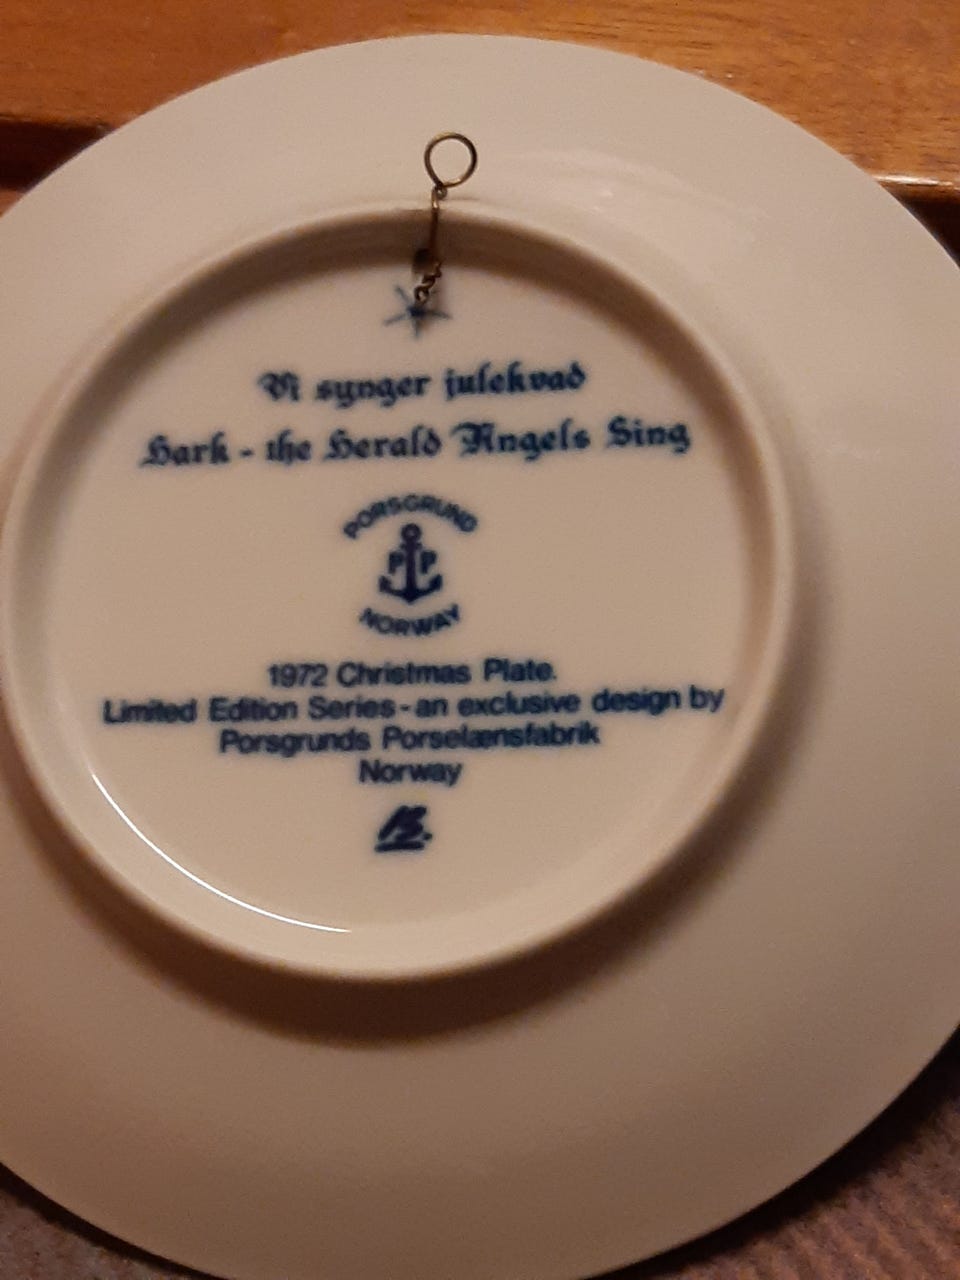 Vi synger julekvad
Hark - the Herald Angels Sing
PORSGRUND
P P
NORWAY
1972 Christmas Plate.
Limited Edition Series - an exclusive design by
Porsgrunds Porselænsfabrik
Norway